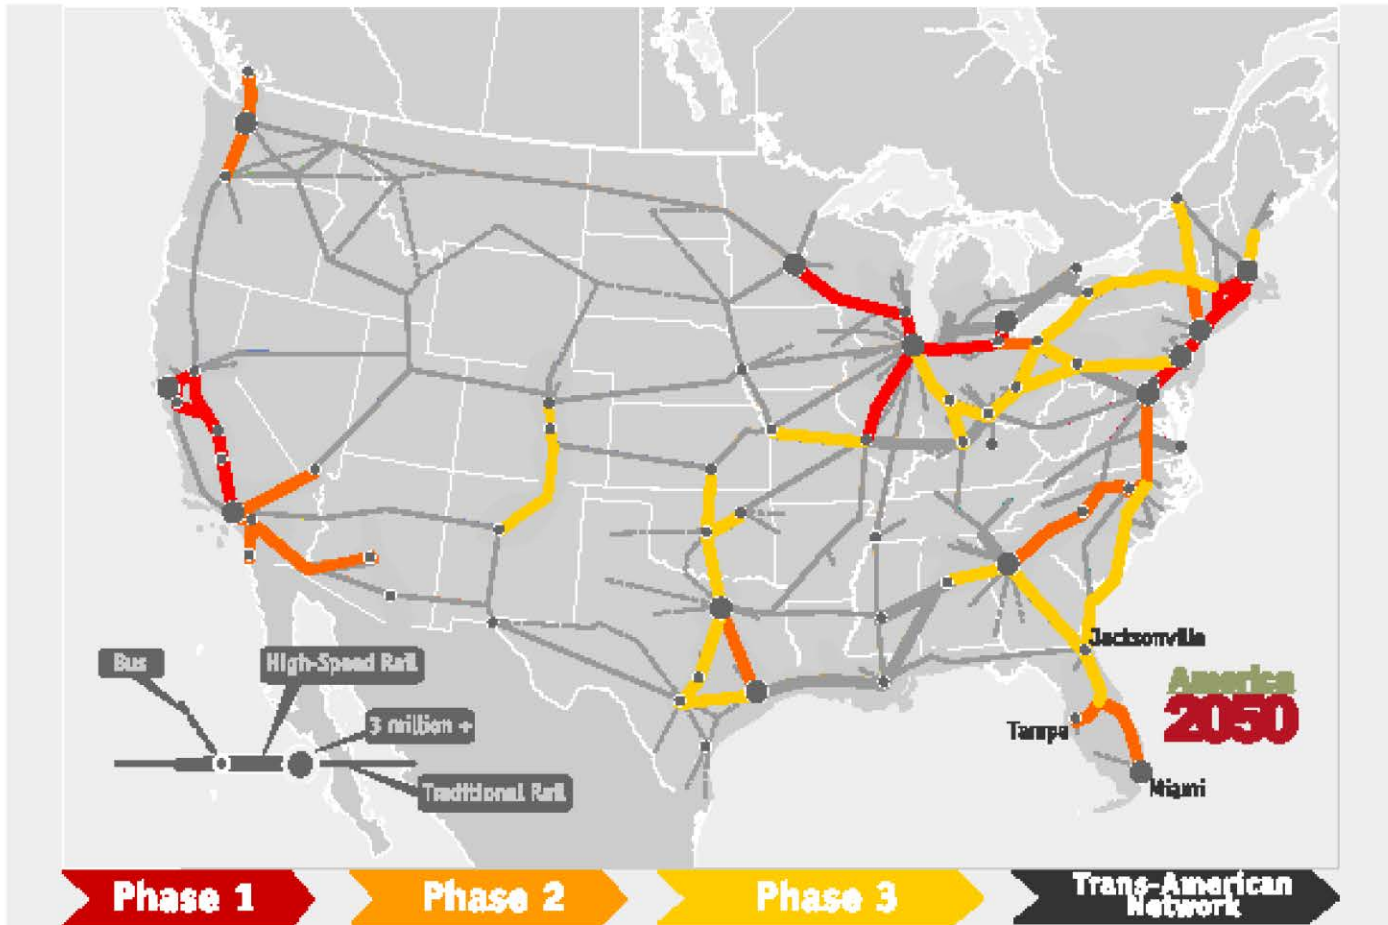 Jacksonville
Bus
High-Speed Rail
America
2050
3 million +
Tampa
Traditional Rail
Miami
Phase 1
Phase 2
Phase 3
Trans-American
Network